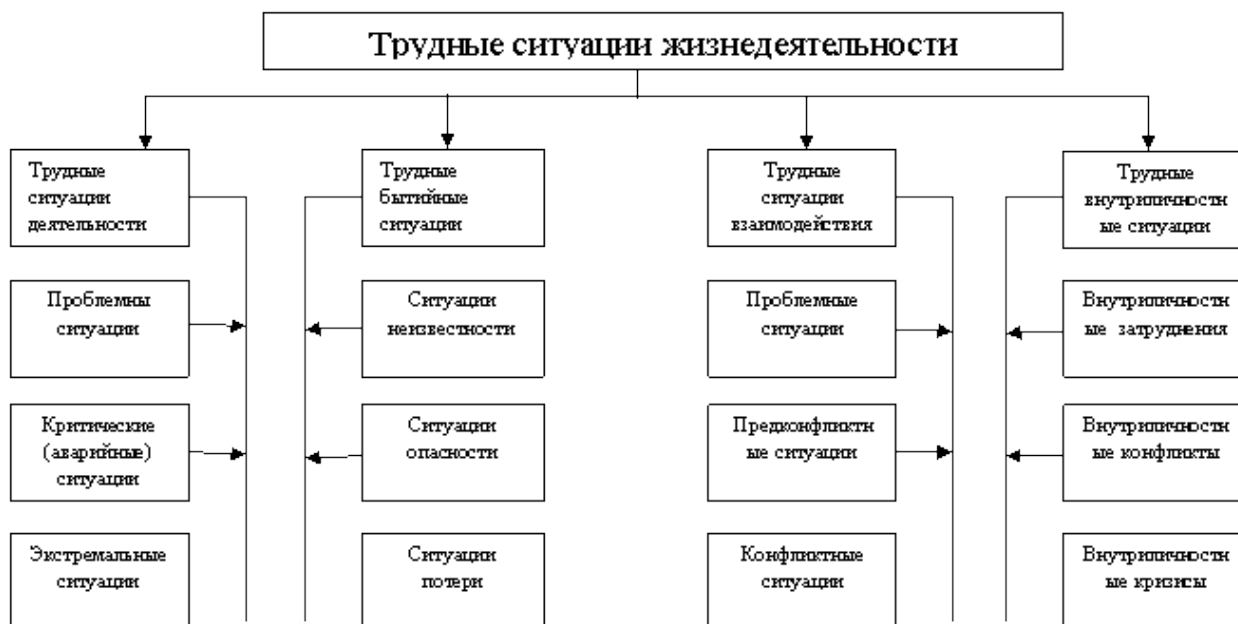 Трудные ситуации жизнедеятельности
Трудные
ситуации
деятельности
Трудные
бытийные
ситуации
Трудные
ситуации
взаимодействия
Трудные
внутриличностн
ые ситуации
Проблемны
ситуации
Ситуации
неизвестности
Проблемные
ситуации
Внутриличностн
ые затруднения
Критические
(аварийные)
ситуации
Ситуации
опасности
Предконфликтн
ые ситуации
Внутриличностн
ые конфликты
Экстремальные
ситуации
Ситуации
потери
Конфликтные
ситуации
Внутриличностн
ые кризисы